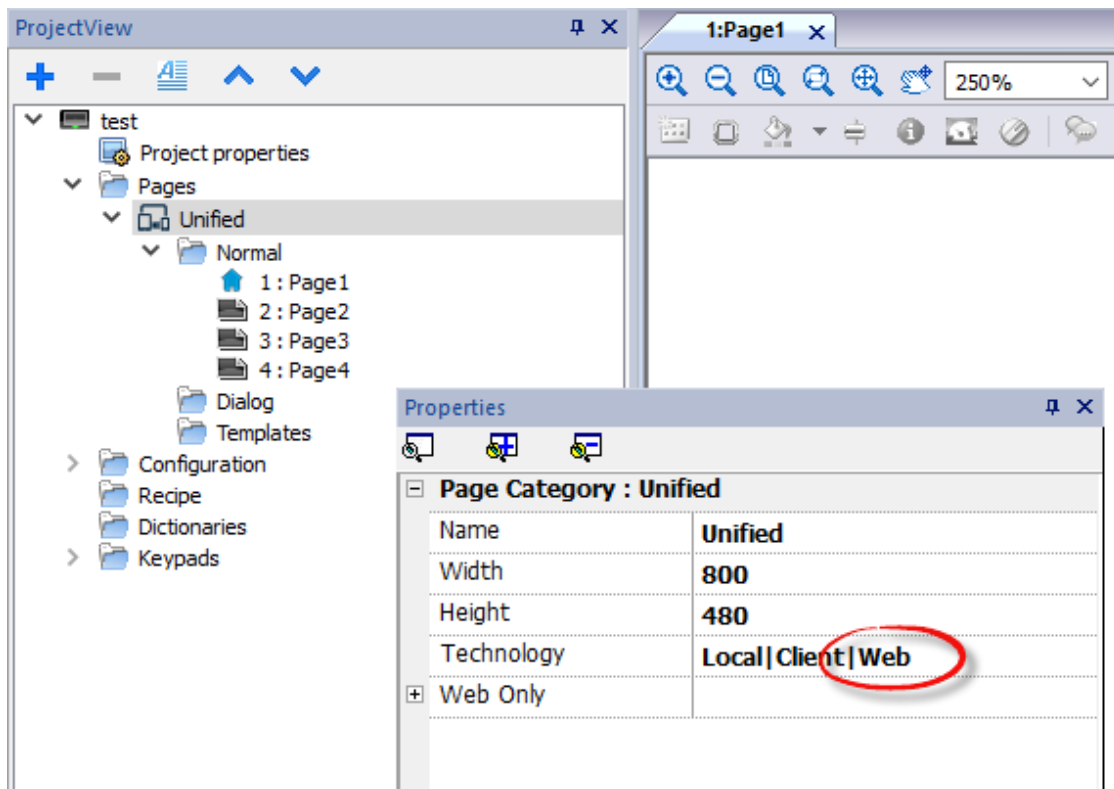 ProjectView
1:Page1
250%
test
Project properties
Pages
Unified
Normal
1 : Page1
2 : Page2
3 : Page3
4 : Page4
Dialog
Templates
Configuration
Recipe
Dictionaries
Keypads
Properties
Page Category : Unified
Name Unified
Width 800
Height 480
Technology Local|Client|Web
Web Only